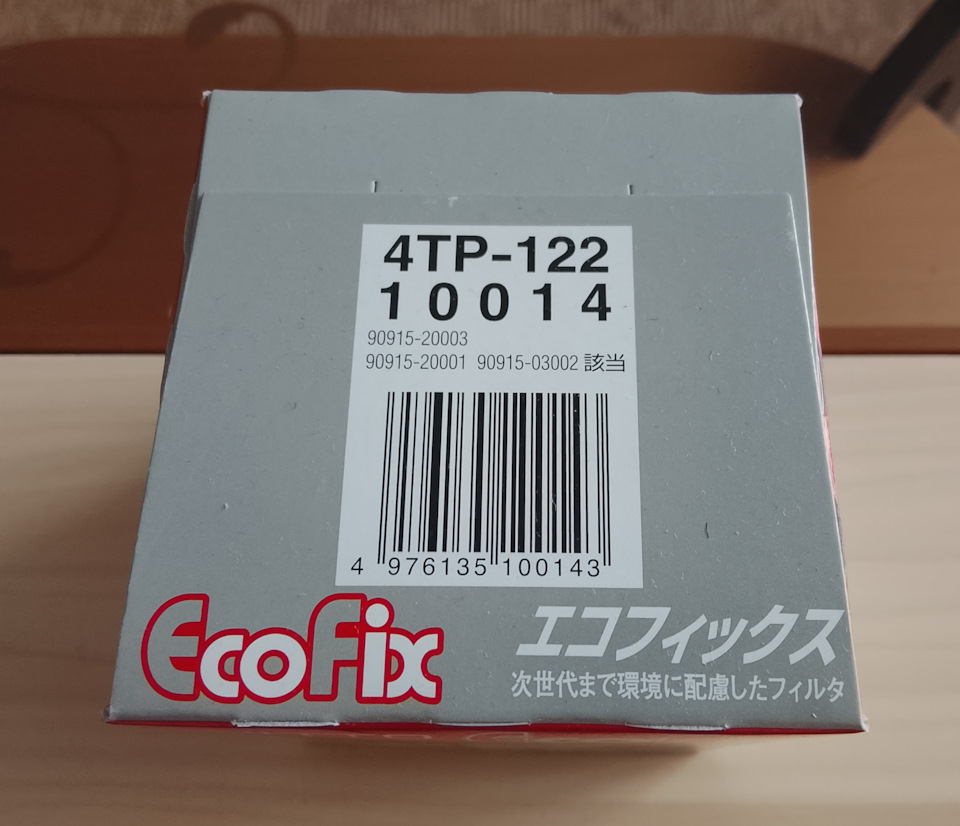 4TP-122
10014
90915-20003
90915-20001 90915-03002 該当
4 976135 100143
EcoFix
エコフィックス
次世代まで環境に配慮したフィルタ